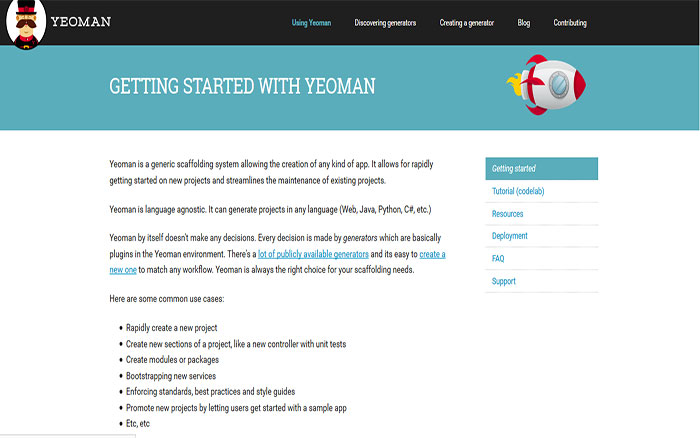 YEOMAN
Using Yeoman
Discovering generators
Creating a generator
Blog
Contributing
GETTING STARTED WITH YEOMAN
Yeoman is a generic scaffolding system allowing the creation of any kind of app. It allows for rapidly
getting started on new projects and streamlines the maintenance of existing projects.
Yeoman is language agnostic. It can generate projects in any language (Web, Java, Python, C#, etc.)
Yeoman by itself doesn't make any decisions. Every decision is made by generators which are basically
plugins in the Yeoman environment. There's a lot of publicly available generators and its easy to create a
new one to match any workflow. Yeoman is always the right choice for your scaffolding needs.
Here are some common use cases:
• Rapidly create a new project
• Create new sections of a project, like a new controller with unit tests
• Create modules or packages
• Bootstrapping new services
• Enforcing standards, best practices and style guides
• Promote new projects by letting users get started with a sample app
• Etc, etc
Getting started
Tutorial (codelab)
Resources
Deployment
FAQ
Support